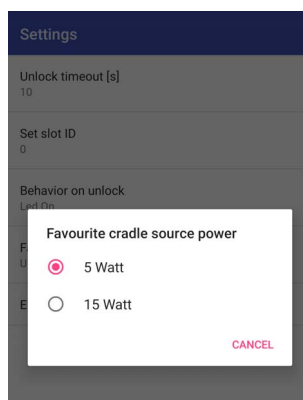 Settings
Unlock timeout [s]
10
Set slot ID
0
Behavior on unlock
Led On
Favourite cradle source power
5 Watt
15 Watt
CANCEL